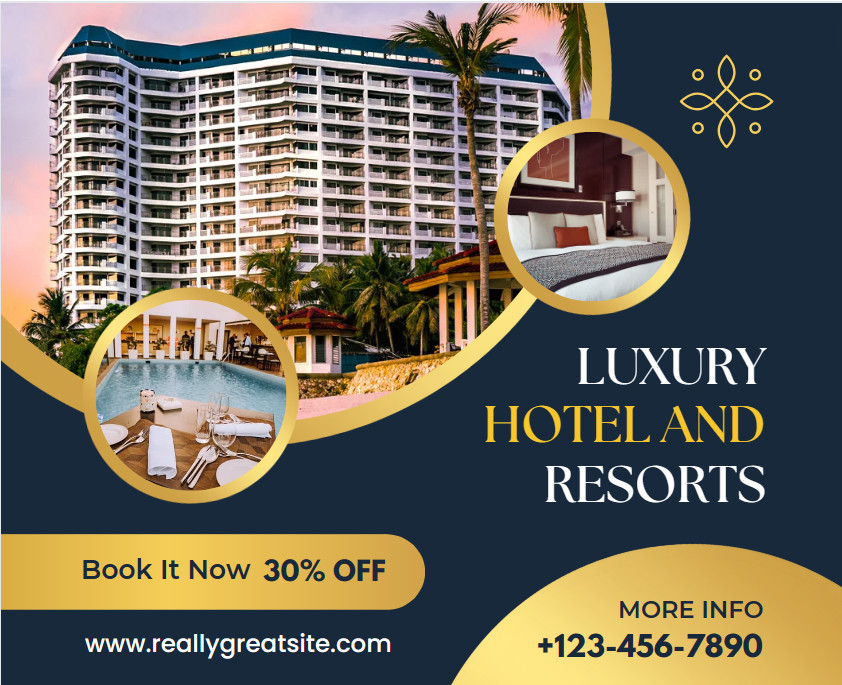 LUXURY
HOTEL AND
RESORTS
Book It Now 30% OFF
www.reallygreatsite.com
MORE INFO
+123-456-7890